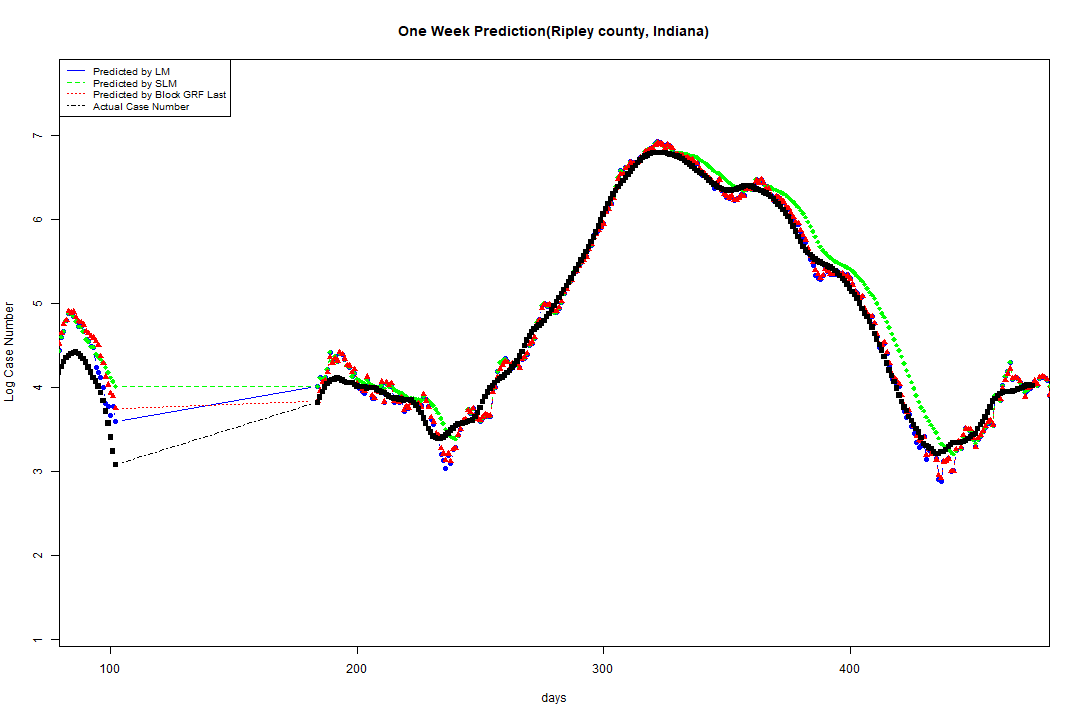 One Week Prediction(Ripley county, Indiana)
Predicted by LM
Predicted by SLM
Predicted by Block GRF Last
Actual Case Number
Log Case Number
7
6
5
4
3
2
1
100 200 300 400
days